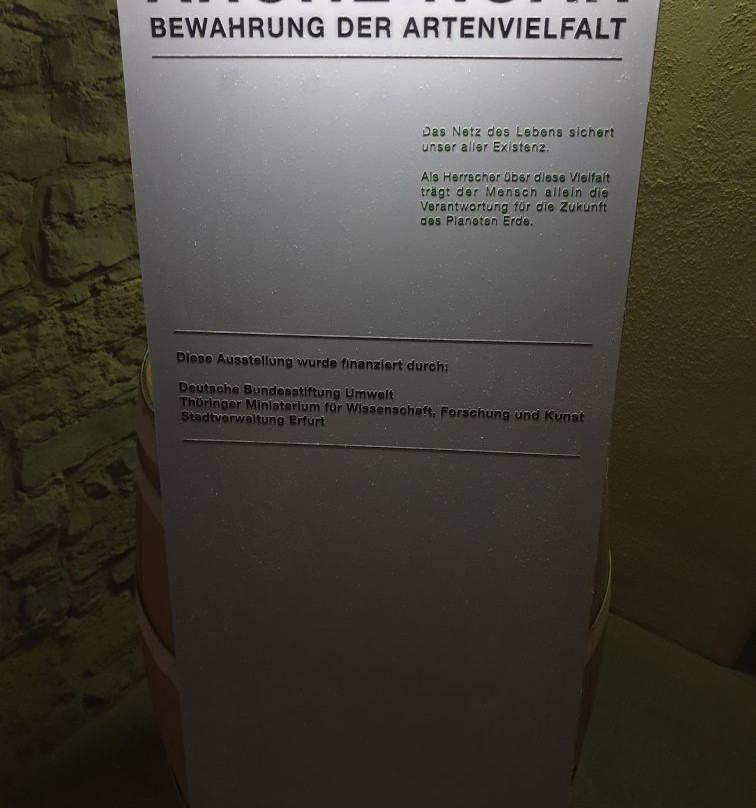 ARCHE NOAH
BEWAHRUNG DER ARTENVIELFALT
Das Netz des Lebens sichert
unser aller Existenz.
Als Herrscher über diese Vielfalt
trägt der Mensch allein die
Verantwortung für die Zukunft
des Planeten Erde.
Diese Ausstellung wurde finanziert durch:
Deutsche Bundesstiftung Umwelt
Thüringer Ministerium für Wissenschaft, Forschung und Kunst
Stadtverwaltung Erfurt